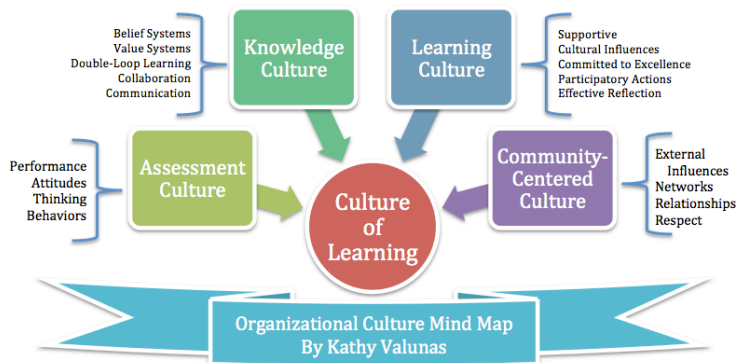 Belief Systems
Value Systems
Double-Loop Learning
Collaboration
Communication
Knowledge
Culture
Learning
Culture
Supportive
Cultural Influences
Committed to Excellence
Participatory Actions
Effective Reflection
Performance
Attitudes
Thinking
Behaviors
Assessment
Culture
Community-
Centered
Culture
External
Influences
Networks
Relationships
Respect
Culture
of
Learning
Organizational Culture Mind Map
By Kathy Valunas